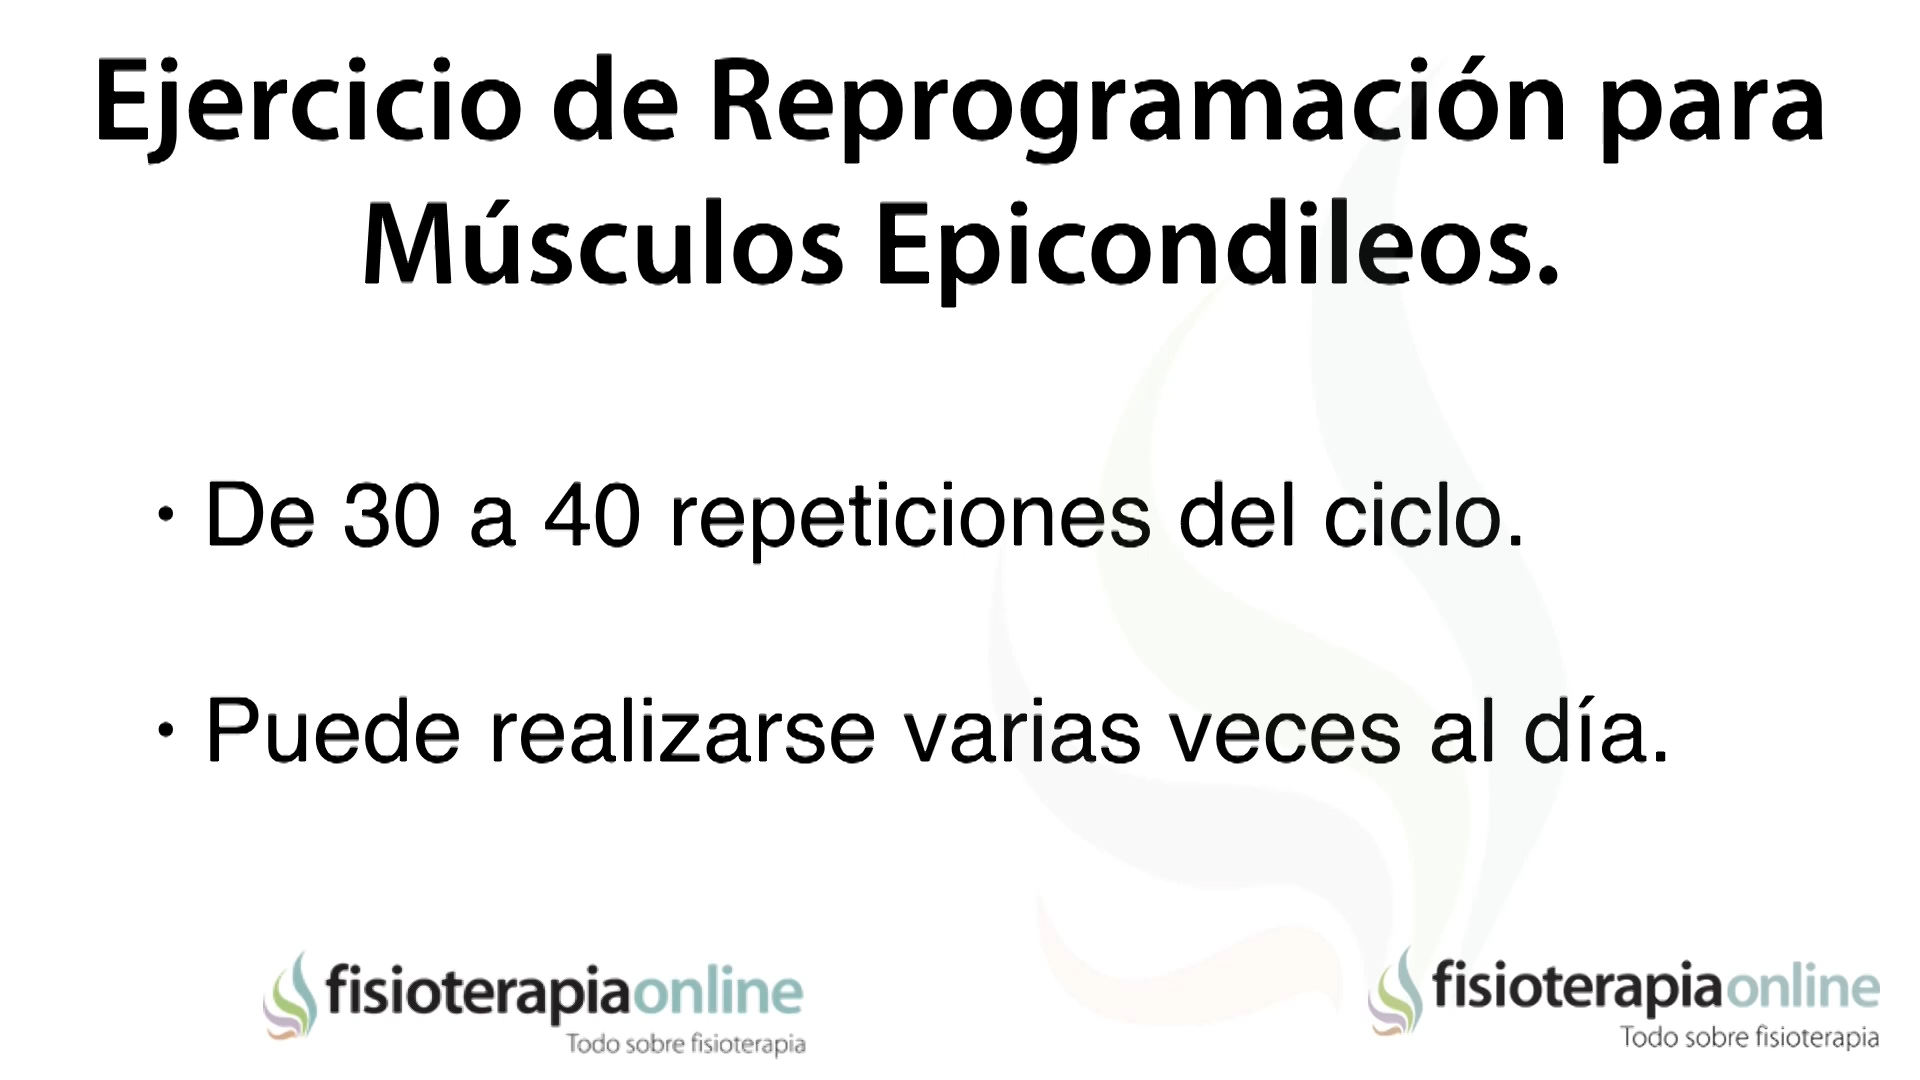 Ejercicio de Reprogramación para
Músculos Epicondileos.
· De 30 a 40 repeticiones del ciclo.
· Puede realizarse varias veces al día.
fisioterapiaonline
Todo sobre fisioterapia
fisioterapiaonline
Todo sobre fisioterapia